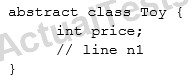 abstract class Toy {
    int price;
    // line n1
}